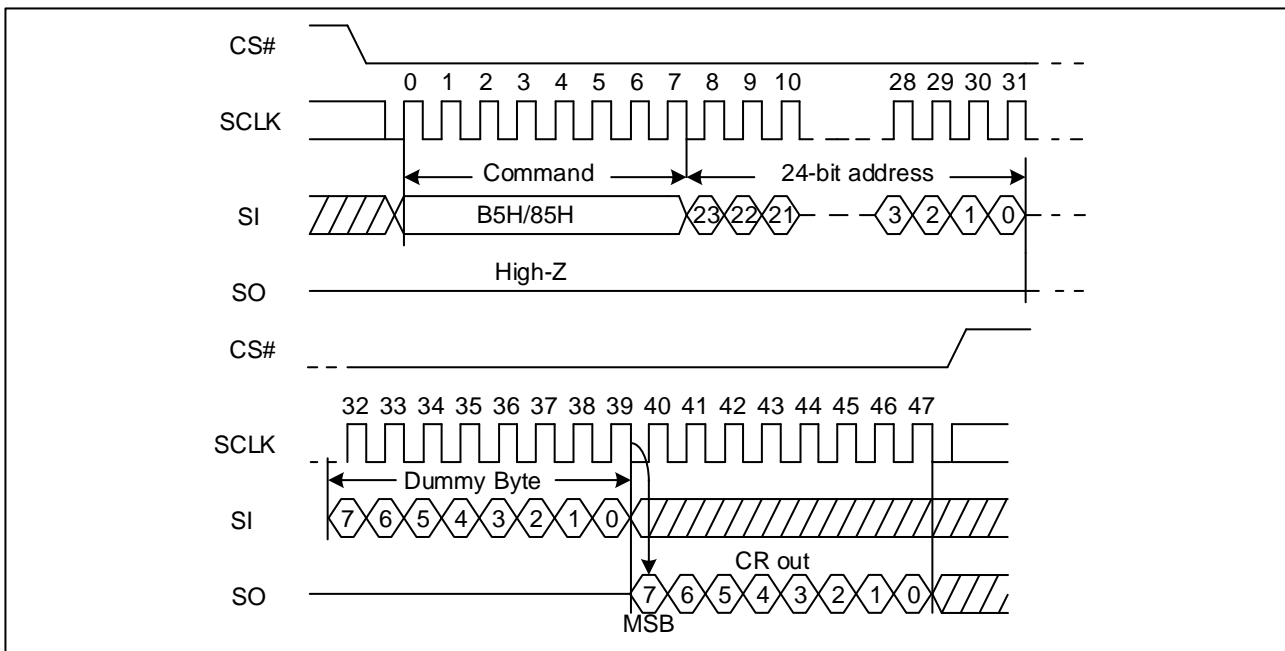 CS#
0 1 2 3 4 5 6 7 8 9 10 28 29 30 31
SCLK
Command 24-bit address
SI B5H/85H 23 22 21 3 2 1 0
High-Z
SO
CS#
32 33 34 35 36 37 38 39 40 41 42 43 44 45 46 47
SCLK
Dummy Byte
SI 7 6 5 4 3 2 1 0
CR out
SO 7 6 5 4 3 2 1 0
MSB